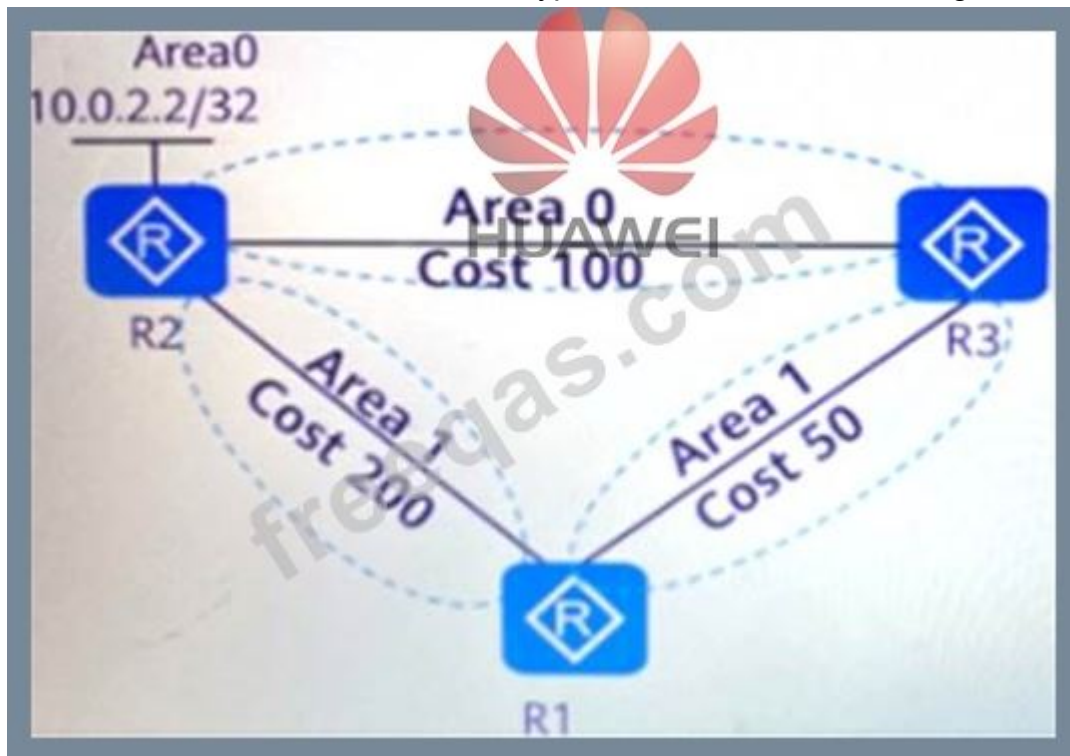 Area0
10.0.2.2/32
Area 0
HUAWEI
Cost 100
R
R
R2
R3
Area 1
Cost 200
Area 1
Cost 50
freeqas.com
R
R1